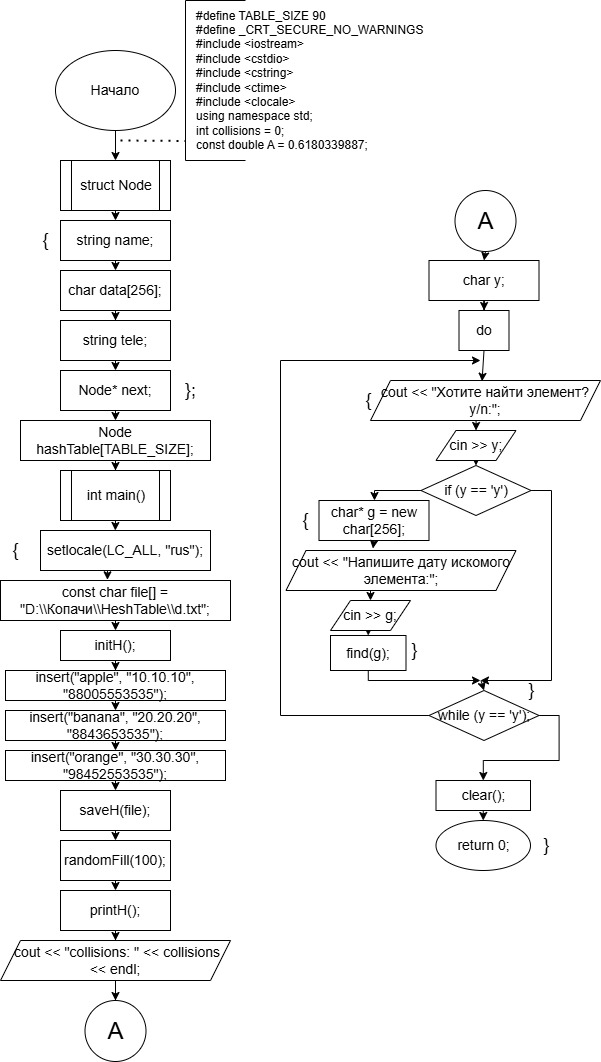 #define TABLE_SIZE 90
#define _CRT_SECURE_NO_WARNINGS
#include <iostream>
#include <cstdio>
#include <cstring>
#include <ctime>
#include <clocale>
using namespace std;
int collisions = 0;
const double A = 0.6180339887;
Начало
struct Node
{
string name;
char data[256];
string tele;
Node* next;
};
Node
hashTable[TABLE_SIZE];
int main()
{
setlocale(LC_ALL, "rus");
const char file[] =
"D:\\Копачи\\HeshTable\\d.txt";
initH();
insert("apple", "10.10.10",
"88005553535");
insert("banana", "20.20.20",
"8843653535");
insert("orange", "30.30.30",
"98452553535");
saveH(file);
randomFill(100);
printH();
cout << "collisions: " << collisions
<< endl;
A
A
char y;
do
{
cout << "Хотите найти элемент?
y/n:";
cin >> y;
if (y == 'y')
{
char* g = new
char[256];
cout << "Напишите дату искомого
элемента:";
cin >> g;
find(g);
}
}
while (y == 'y');
clear();
return 0;
}